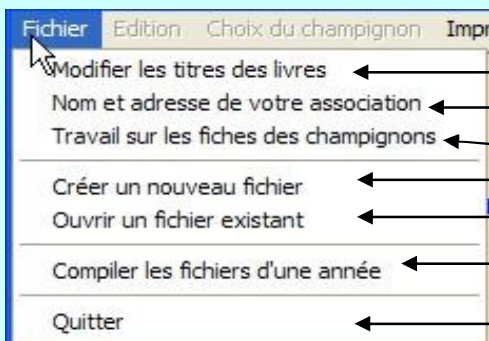 Fichier Edition Choix du champignon Impr
Modifier les titres des livres
Nom et adresse de votre association
Travail sur les fiches des champignons
Créer un nouveau fichier
Ouvrir un fichier existant
Compiler les fichiers d'une année
Quitter